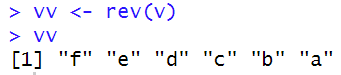 > vv <- rev(v)
> vv
[1] "f" "e" "d" "c" "b" "a"